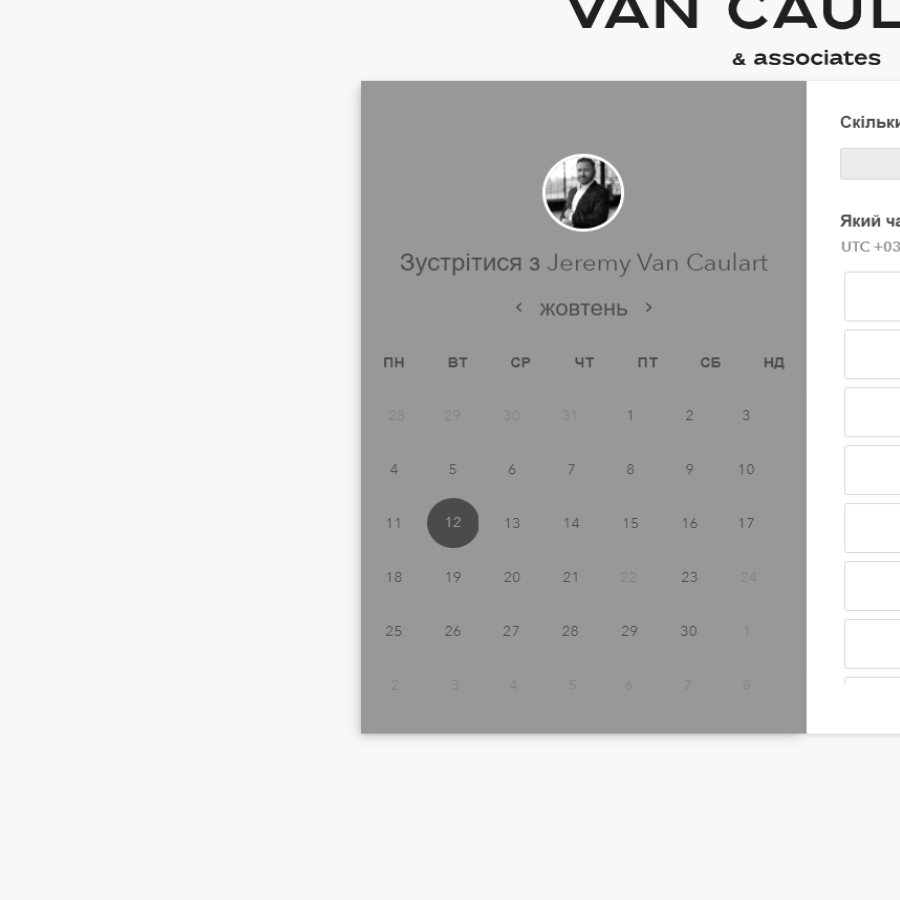 VAN CAUL
& associates
Зустрітися з Jeremy Van Caulart
жовтень
ПН ВТ СР ЧТ ПТ СБ НД
28 29 30 31 1 2 3
4 5 6 7 8 9 10
11 12 13 14 15 16 17
18 19 20 21 22 23 24
25 26 27 28 29 30 1
2 3 4 5 6 7 8
Скільки
Який ча
UTC +03